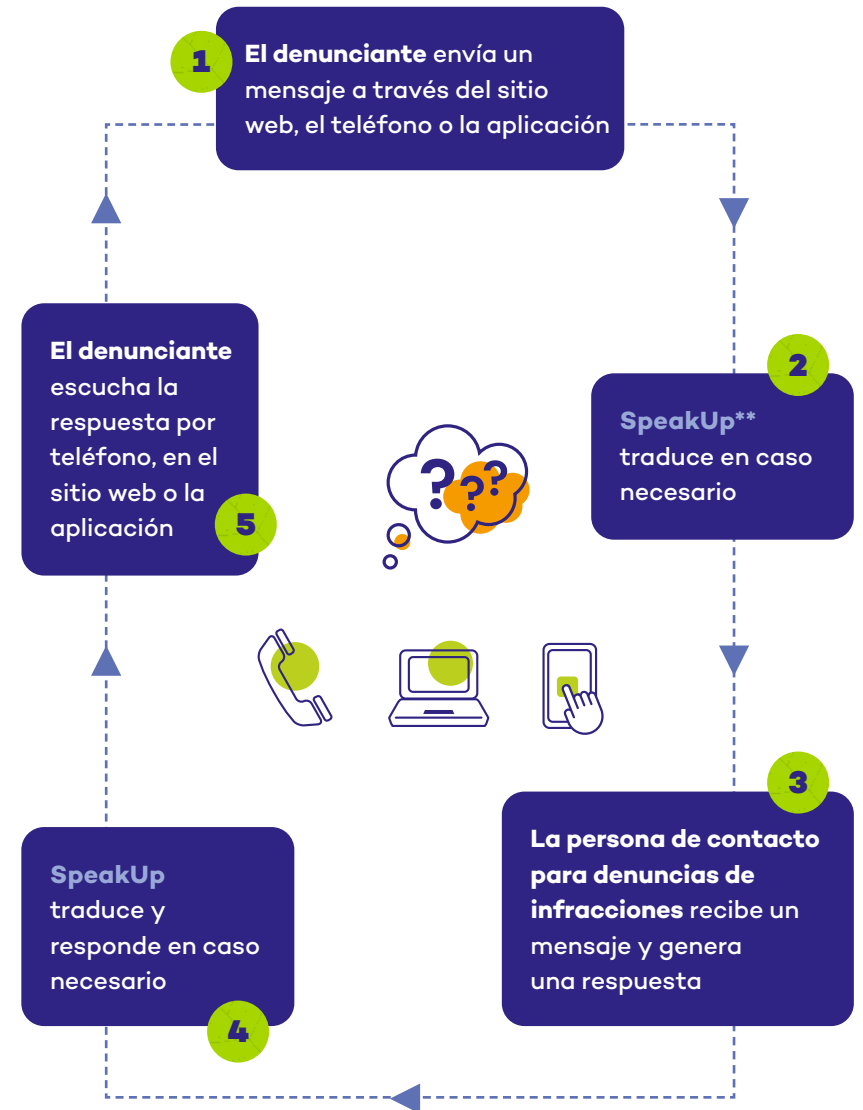 1
El denunciante envía un
mensaje a través del sitio
web, el teléfono o la aplicación
2
SpeakUp**
traduce en caso
necesario
3
La persona de contacto
para denuncias de
infracciones recibe un
mensaje y genera
una respuesta
4
SpeakUp
traduce y
responde en caso
necesario
5
El denunciante
escucha la
respuesta por
teléfono, en el
sitio web o la
aplicación
? ? ?